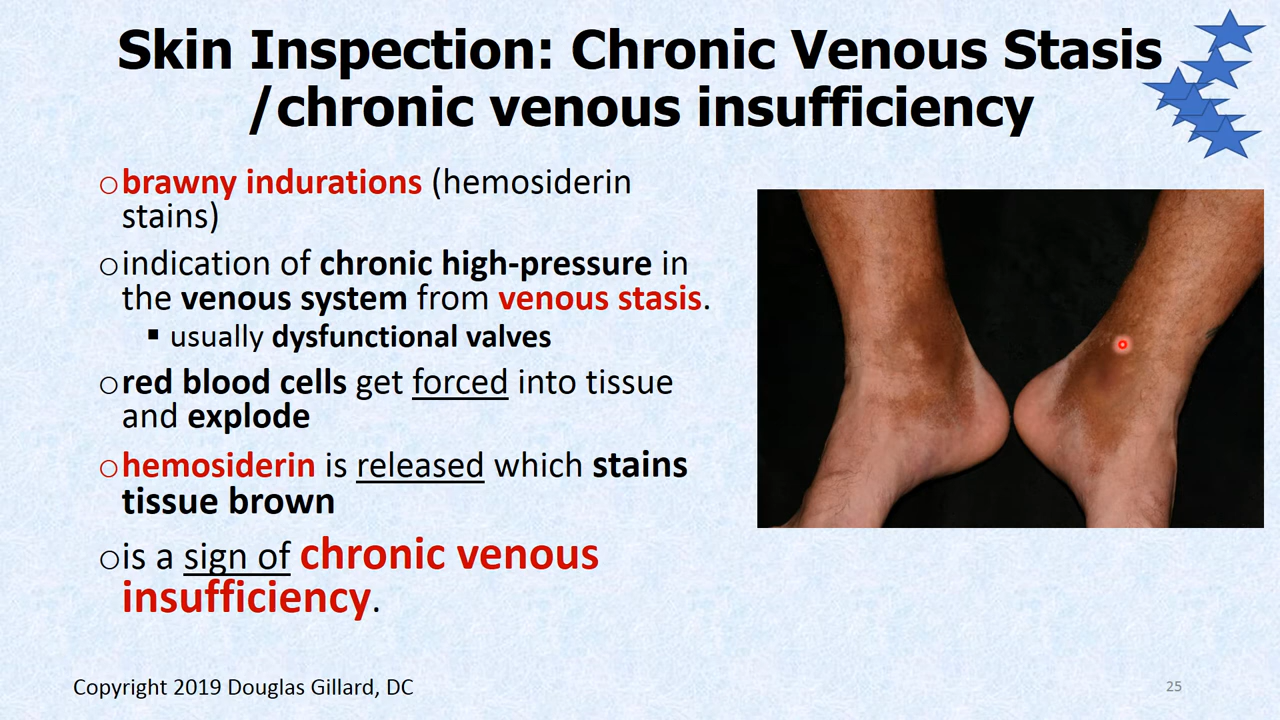 Skin Inspection: Chronic Venous Stasis
/chronic venous insufficiency
brawny indurations (hemosiderin
stains)
indication of chronic high-pressure in
the venous system from venous stasis.
usually dysfunctional valves
red blood cells get forced into tissue
and explode
hemosiderin is released which stains
tissue brown
is a sign of chronic venous
insufficiency.
Copyright 2019 Douglas Gillard, DC
25